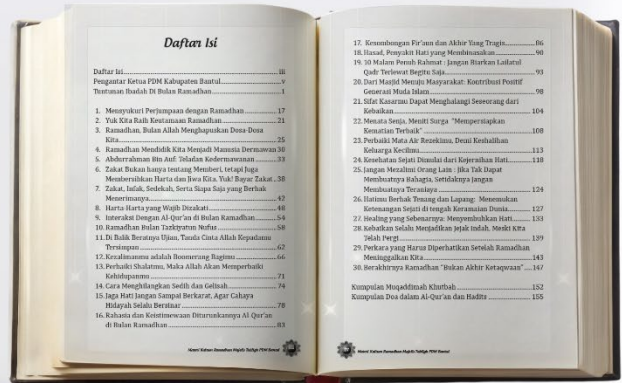 Daftar Isi
Daftar Isi iii
Pengantar Ketua PDM Kabupaten Bantul v
Tuntunan Ibadah Di Bulan Ramadhan 1
1. Mensyukuri Perjumpaan dengan Ramadhan 17
2. Yuk Kita Raih Keutamaan Ramadhan 21
3. Ramadhan, Bulan Allah Menghapuskan Dosa-Dosa
Kita 25
4. Ramadhan Mendidik Kita Menjadi Manusia Dermawan 30
5. Abdurrahman Bin Auf: Teladan Kedermawanan 33
6. Zakat Bukan hanya tentang Memberi, tetapi Juga
Membersihkan Harta dan Jiwa Kita. Yuk! Bayar Zakat. 38
7. Zakat, Infak, Sedekah, Serta Siapa Saja yang Berhak
Menerimanya 42
8. Harta-Harta yang Wajib Dizakati 48
9. Interaksi Dengan Al-Qur'an di Bulan Ramadhan 54
10. Ramadhan Bulan Tazkiyatun Nufus 58
11. Di Balik Beratnya Ujian, Tanda Cinta Allah Kepadamu
Tersimpan 62
12. Kezalimanmu adalah Boomerang Bagimu 66
13. Perbaiki Shalatmu, Maka Allah Akan Memperbaiki
Kehidupanmu 71
14. Cara Menghilangkan Sedih dan Gelisah 74
15. Jaga Hati Jangan Sampai Berkarat, Agar Cahaya
Hidayah Selalu Bersinar 78
16. Rahasia dan Keistimewaan Diturunkannya Al Qur'an
di Bulan Ramadhan 83
Materi Kultum Ramadhan Majelis Tabligh PDM Bantul
17. Kesombongan Fir'aun dan Akhir Yang Tragis 86
18. Hasad, Penyakit Hati yang Membinasakan 90
19. 10 Malam Penuh Rahmat : Jangan Biarkan Lailatul
Qadr Terlewat Begitu Saja 93
20. Dari Masjid Menuju Masyarakat: Kontribusi Positif
Generasi Muda Islam 98
21. Sifat Kasarmu Dapat Menghalangi Seseorang dari
Kebaikan 104
22. Menata Senja, Meniti Surga "Mempersiapkan
Kematian Terbaik" 108
23. Perbaiki Mata Air Rezekimu, Demi Keshalihan
Keluarga Kecilmu 113
24. Kesehatan Sejati Dimulai dari Kejernihan Hati 118
25. Jangan Menzalimi Orang Lain : Jika Tak Dapat
Membuatnya Bahagia, Setidaknya Jangan
Membuatnya Teraniaya 124
26. Hatimu Berhak Tenang dan Lapang: Menemukan
Ketenangan Sejati di tengah Keramaian Dunia 127
27. Healing yang Sebenarnya: Menyembuhkan Hati 133
28. Kebaikan Selalu Menjadikan Jejak Indah, Meski Kita
Telah Pergi 139
29. Perkara yang Harus Diperhatikan Setelah Ramadhan
Meninggalkan Kita 143
30. Berakhirnya Ramadhan "Bukan Akhir Ketaqwaan" 147
Kumpulan Muqaddimah Khutbah 152
Kumpulan Doa dalam Al-Qur'an dan Hadits 155
Materi Kultum Ramadhan Majelis Tabligh PDM Bantul